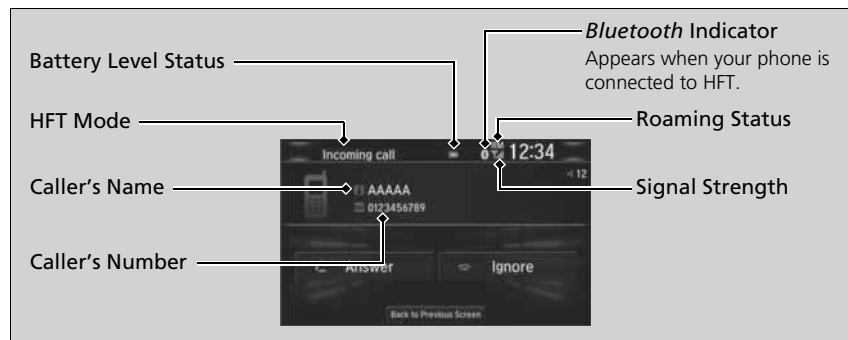 Battery Level Status
Bluetooth Indicator
Appears when your phone is
connected to HFT.
HFT Mode
Roaming Status
Incoming call
12:34
12
Caller's Name
AAAAA
Signal Strength
0123456789
Caller's Number
Answer
Ignore
Back to Previous Screen